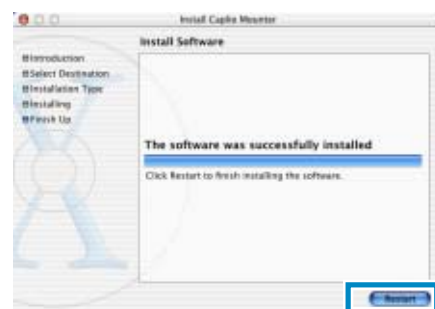 Install Caplio Mounter
Install Software
Introduction
Select Destination
Installation Type
Installing
Finish Up
The software was successfully installed
Click Restart to finish installing the software.
Restart